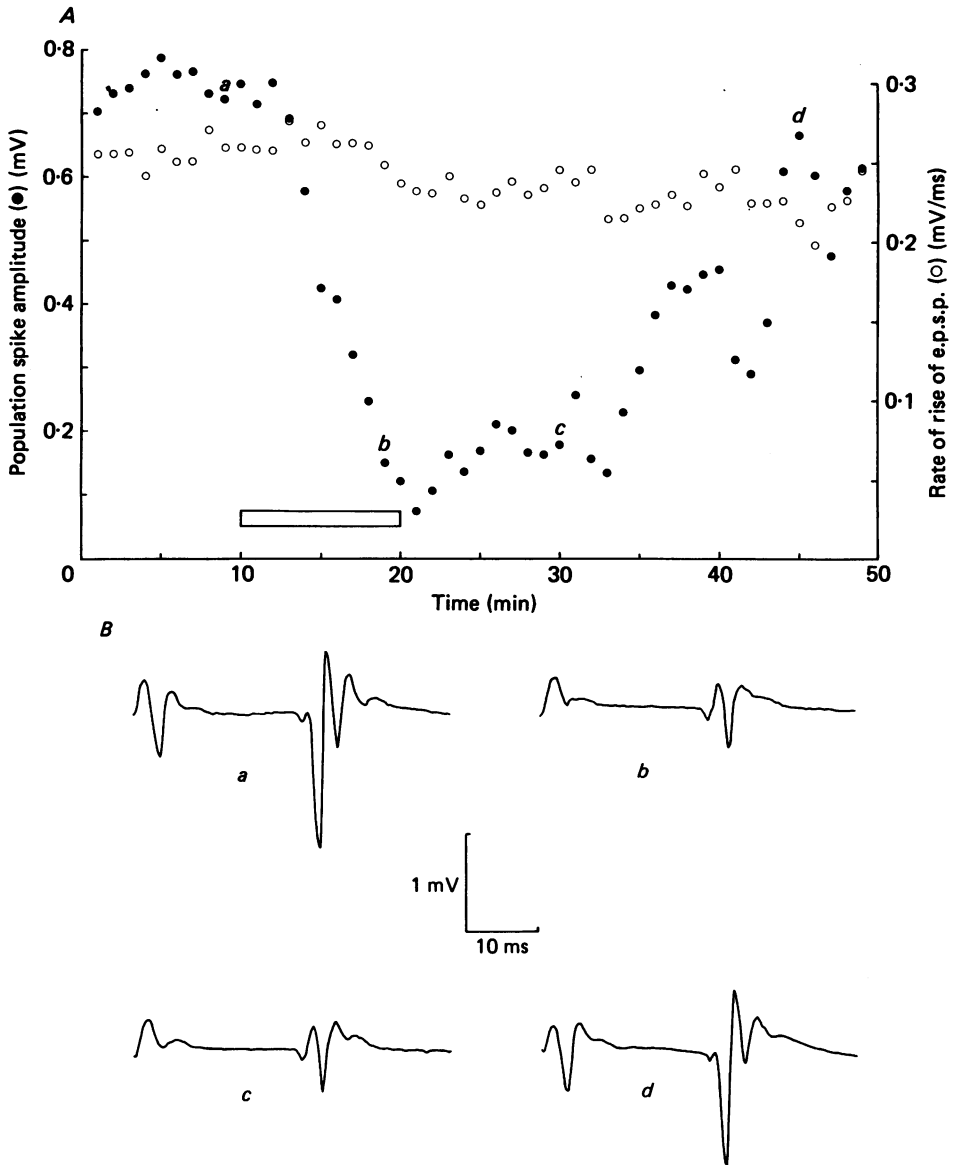 A
0·8
0·6
0·4
0·2
0
Population spike amplitude (●) (mV)
0·3
0·2
0·1
Rate of rise of e.p.s.p. (○) (mV/ms)
a
b
c
d
10
20
30
40
50
Time (min)
B
a
b
1 mV
10 ms
c
d